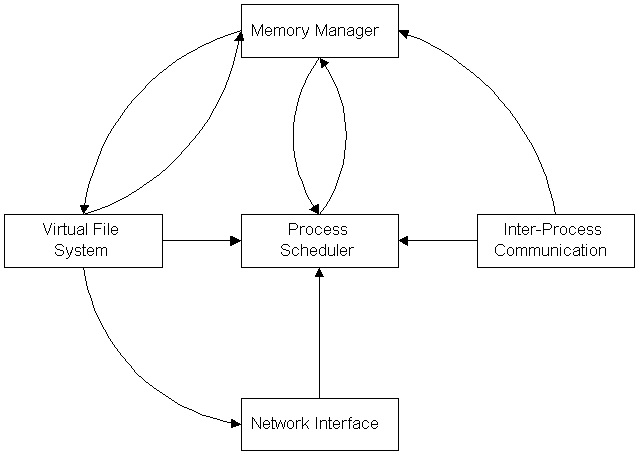 Memory Manager
Virtual File
System
Process
Scheduler
Inter-Process
Communication
Network Interface